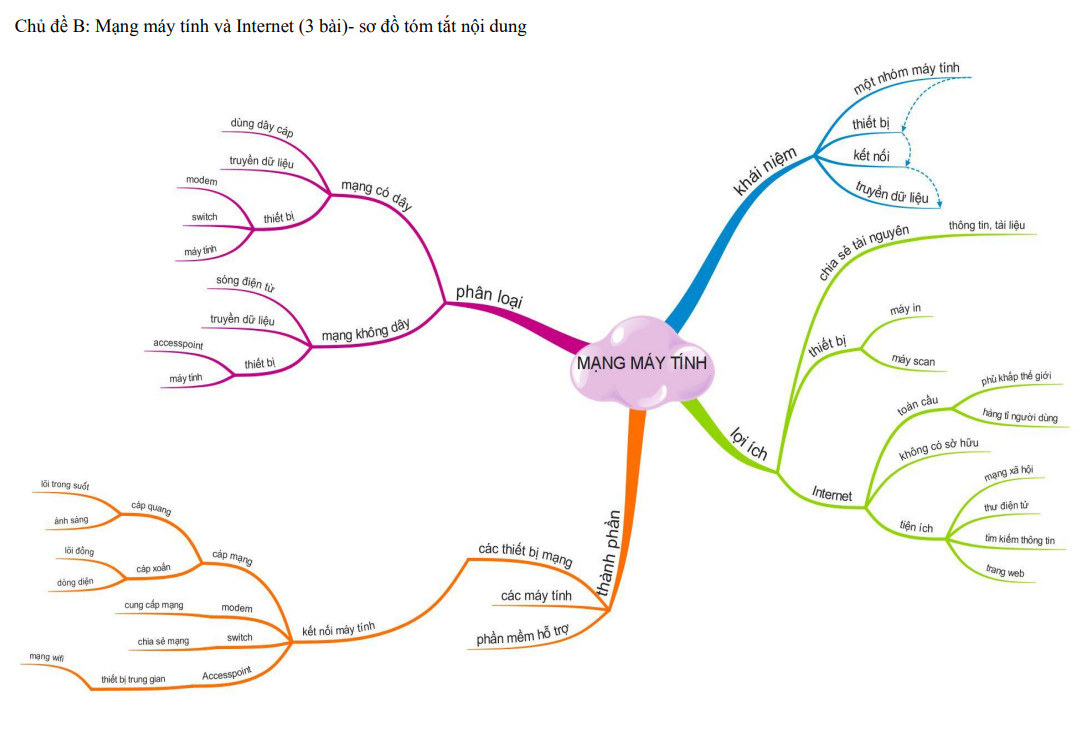 Chủ đề B: Mạng máy tính và Internet (3 bài)- sơ đồ tóm tắt nội dung
MẠNG MÁY TÍNH
khái niệm
một nhóm máy tính
thiết bị
kết nối
truyền dữ liệu
lợi ích
chia sẻ tài nguyên
thông tin, tài liệu
thiết bị
máy in
máy scan
Internet
toàn cầu
phủ khắp thế giới
hàng tỉ người dùng
không có sở hữu
tiện ích
mạng xã hội
thư điện tử
tìm kiếm thông tin
trang web
thành phần
các thiết bị mạng
kết nối máy tính
cáp mạng
cáp quang
lõi trong suốt
ánh sáng
cáp xoắn
lõi đồng
dòng diện
modem
cung cấp mạng
switch
chia sẻ mạng
Accesspoint
thiết bị trung gian
mạng wifi
các máy tính
phần mềm hỗ trợ
phân loại
mạng có dây
dùng dây cáp
truyền dữ liệu
thiết bị
modem
switch
máy tính
mạng không dây
sóng điện từ
truyền dữ liệu
thiết bị
accesspoint
máy tính